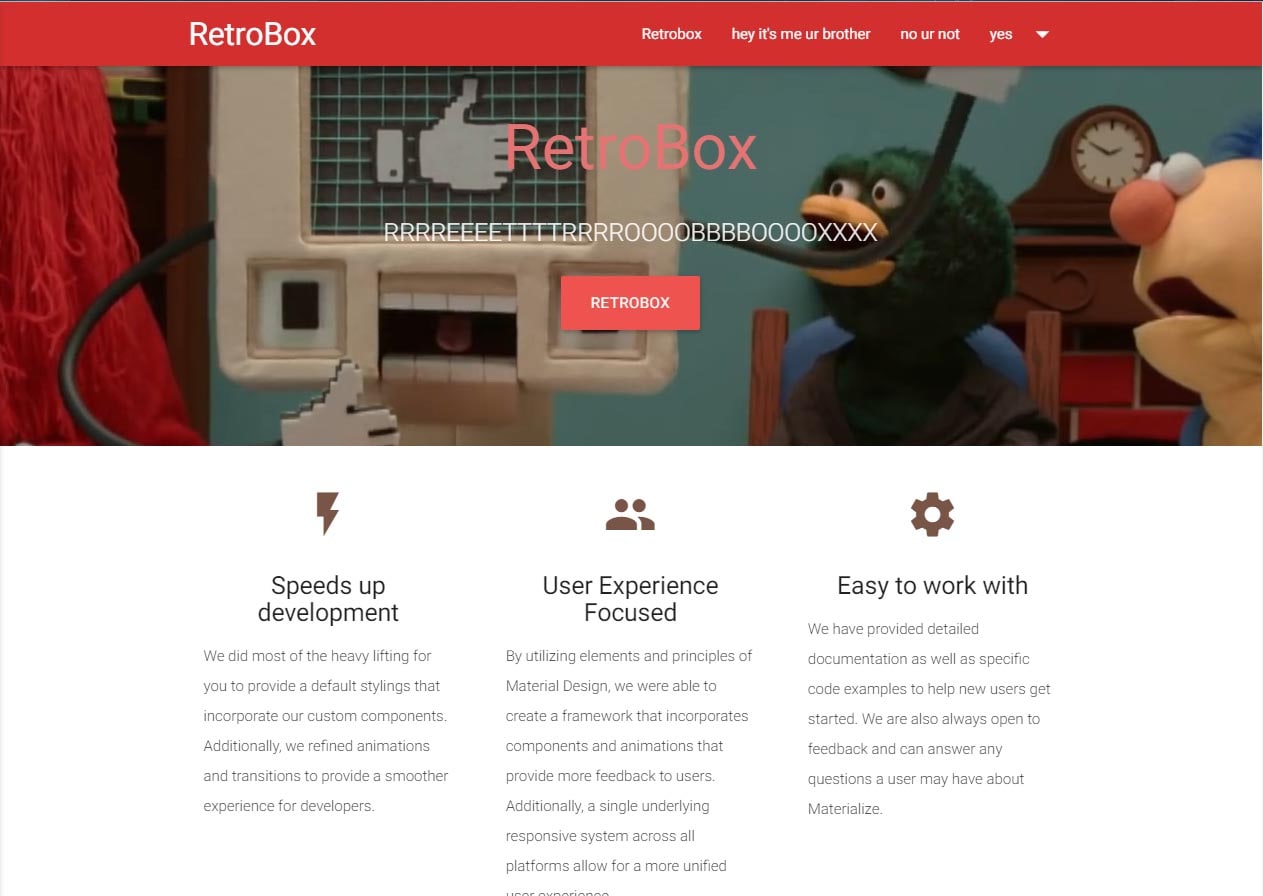 RetroBox
Retrobox hey it's me ur brother no ur not yes
RetroBox
RRRREEEETTTTRRRROOOOBBBBOOOOXXXX
RETROBOX
Speeds up
development
We did most of the heavy lifting for
you to provide a default stylings that
incorporate our custom components.
Additionally, we refined animations
and transitions to provide a smoother
experience for developers.
User Experience
Focused
By utilizing elements and principles of
Material Design, we were able to
create a framework that incorporates
components and animations that
provide more feedback to users.
Additionally, a single underlying
responsive system across all
platforms allow for a more unified
user experience
Easy to work with
We have provided detailed
documentation as well as specific
code examples to help new users get
started. We are also always open to
feedback and can answer any
questions a user may have about
Materialize.